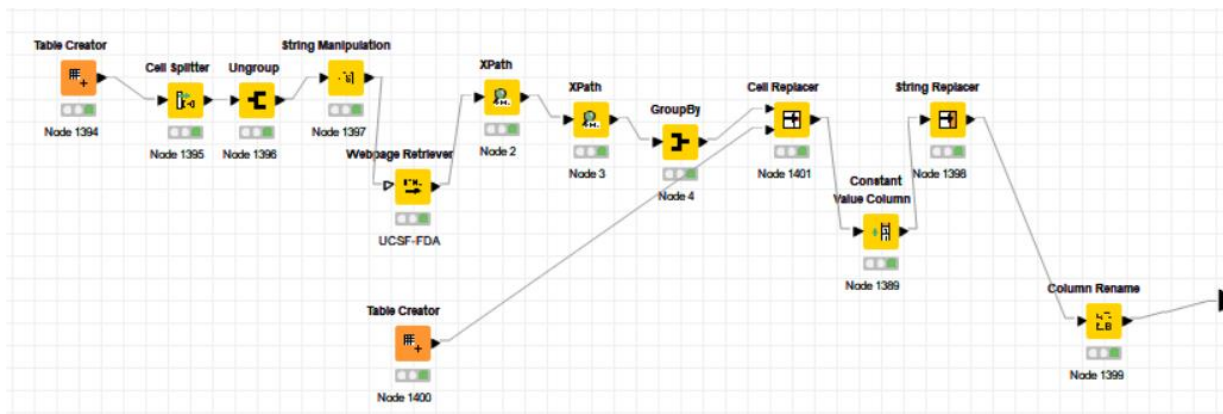 Table Creator
Node 1394
Cell Splitter
Node 1395
Ungroup
Node 1396
String Manipulation
Node 1397
Webpage Retriever
UCSF-FDA
XPath
Node 2
XPath
Node 3
GroupBy
Node 4
Cell Replacer
Node 1401
Constant
Value Column
Node 1389
String Replacer
Node 1398
Table Creator
Node 1400
Column Rename
Node 1399